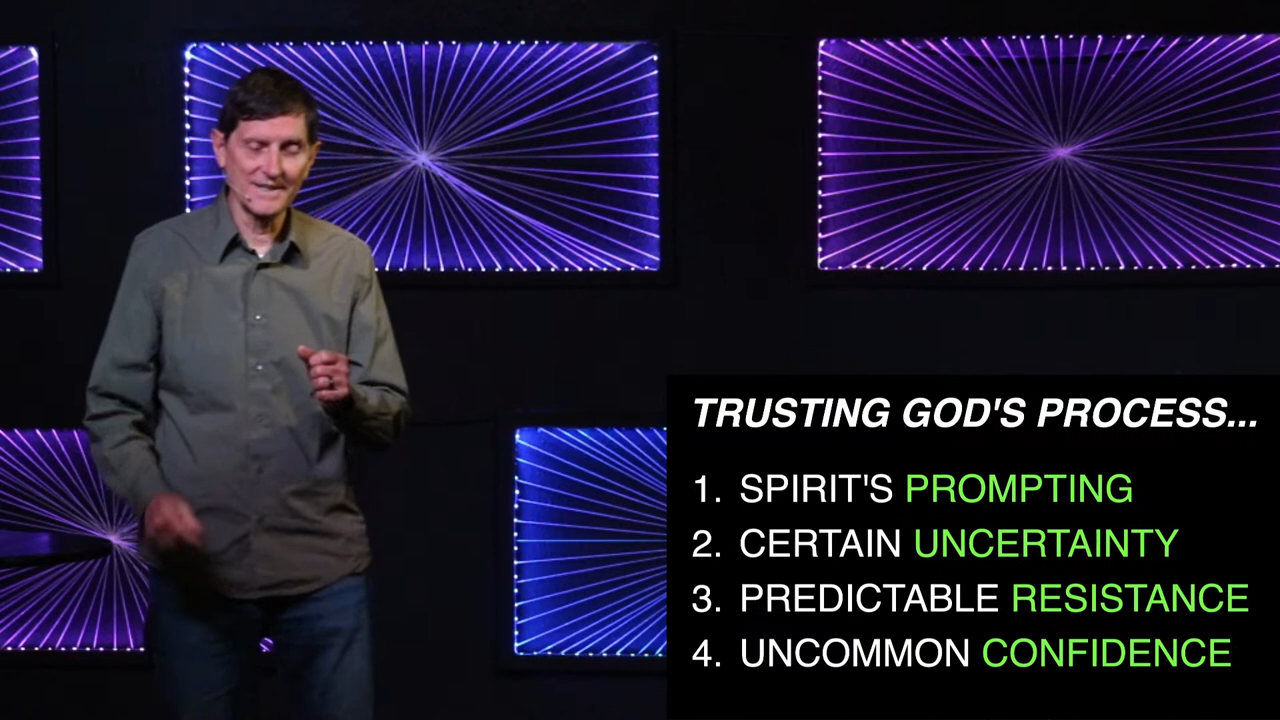 TRUSTING GOD'S PROCESS...
1. SPIRIT'S PROMPTING
2. CERTAIN UNCERTAINTY
3. PREDICTABLE RESISTANCE
4. UNCOMMON CONFIDENCE